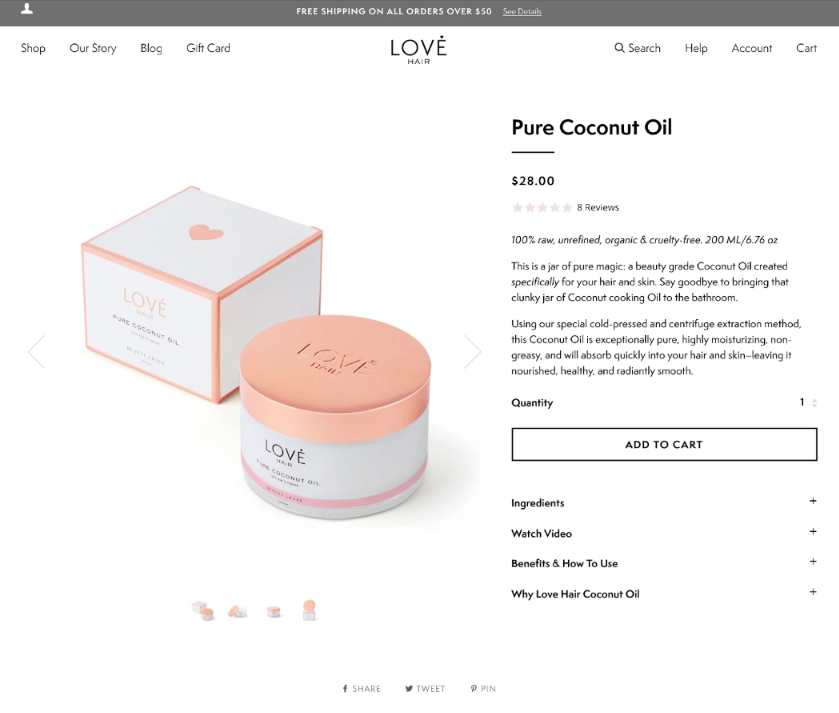 FREE SHIPPING ON ALL ORDERS OVER $50 See Details
Shop Our Story Blog Gift Card
LOVĖ
HAIR
Search Help Account Cart
Pure Coconut Oil
$28.00
8 Reviews
100% raw, unrefined, organic & cruelty-free. 200 ML/6.76 oz
This is a jar of pure magic: a beauty grade Coconut Oil created
specifically for your hair and skin. Say goodbye to bringing that
clunky jar of Coconut cooking Oil to the bathroom.
Using our special cold-pressed and centrifuge extraction method,
this Coconut Oil is exceptionally pure, highly moisturizing, non-
greasy, and will absorb quickly into your hair and skin–leaving it
nourished, healthy, and radiantly smooth.
Quantity 1
ADD TO CART
Ingredients +
Watch Video +
Benefits & How To Use +
Why Love Hair Coconut Oil +
LOVĖ
HAIR
PURE COCONUT OIL
BEAUTY GRADE
LOVĖ
HAIR
LOVĖ
HAIR
PURE COCONUT OIL
BEAUTY GRADE
SHARE TWEET PIN